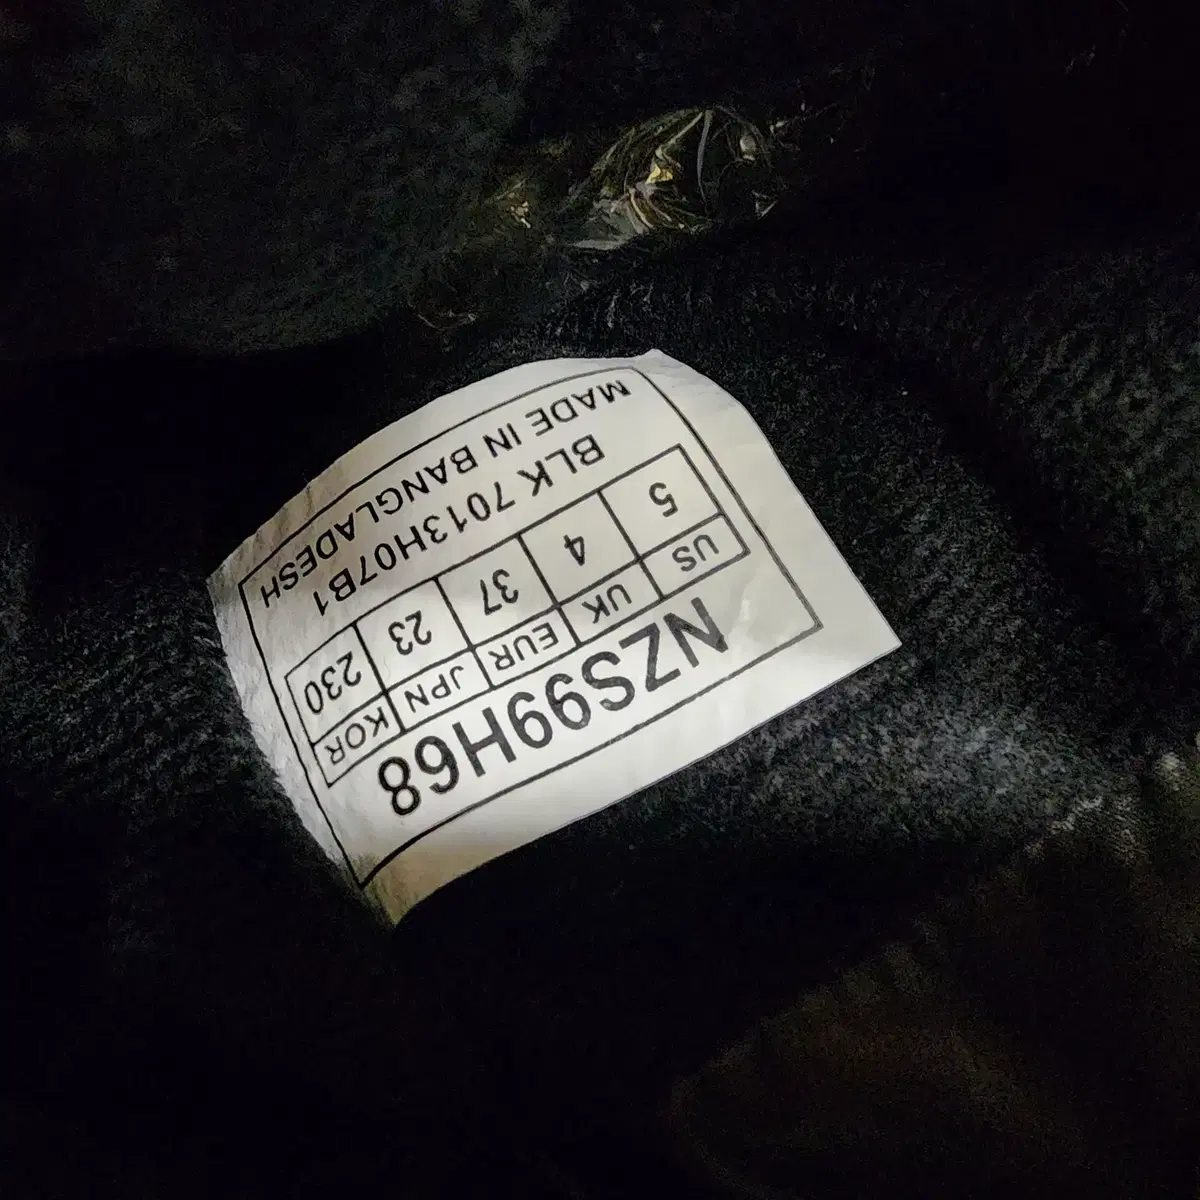 NZS99H68
US UK EUR JPN KOR
5 4 37 23 230
BLK 7013H07B1
MADE IN BANGLADESH